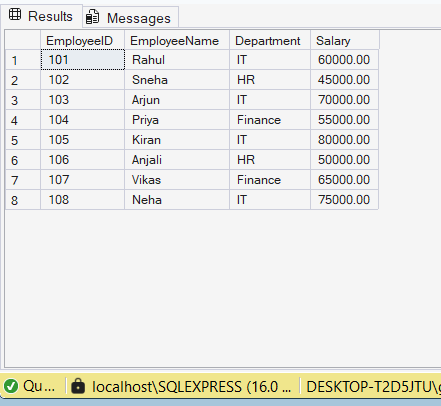 Results Messages
EmployeeID EmployeeName Department Salary
1 101 Rahul IT 60000.00
2 102 Sneha HR 45000.00
3 103 Arjun IT 70000.00
4 104 Priya Finance 55000.00
5 105 Kiran IT 80000.00
6 106 Anjali HR 50000.00
7 107 Vikas Finance 65000.00
8 108 Neha IT 75000.00
Qu... localhost\SQLEXPRESS (16.0 ... DESKTOP-T2D5JTU\